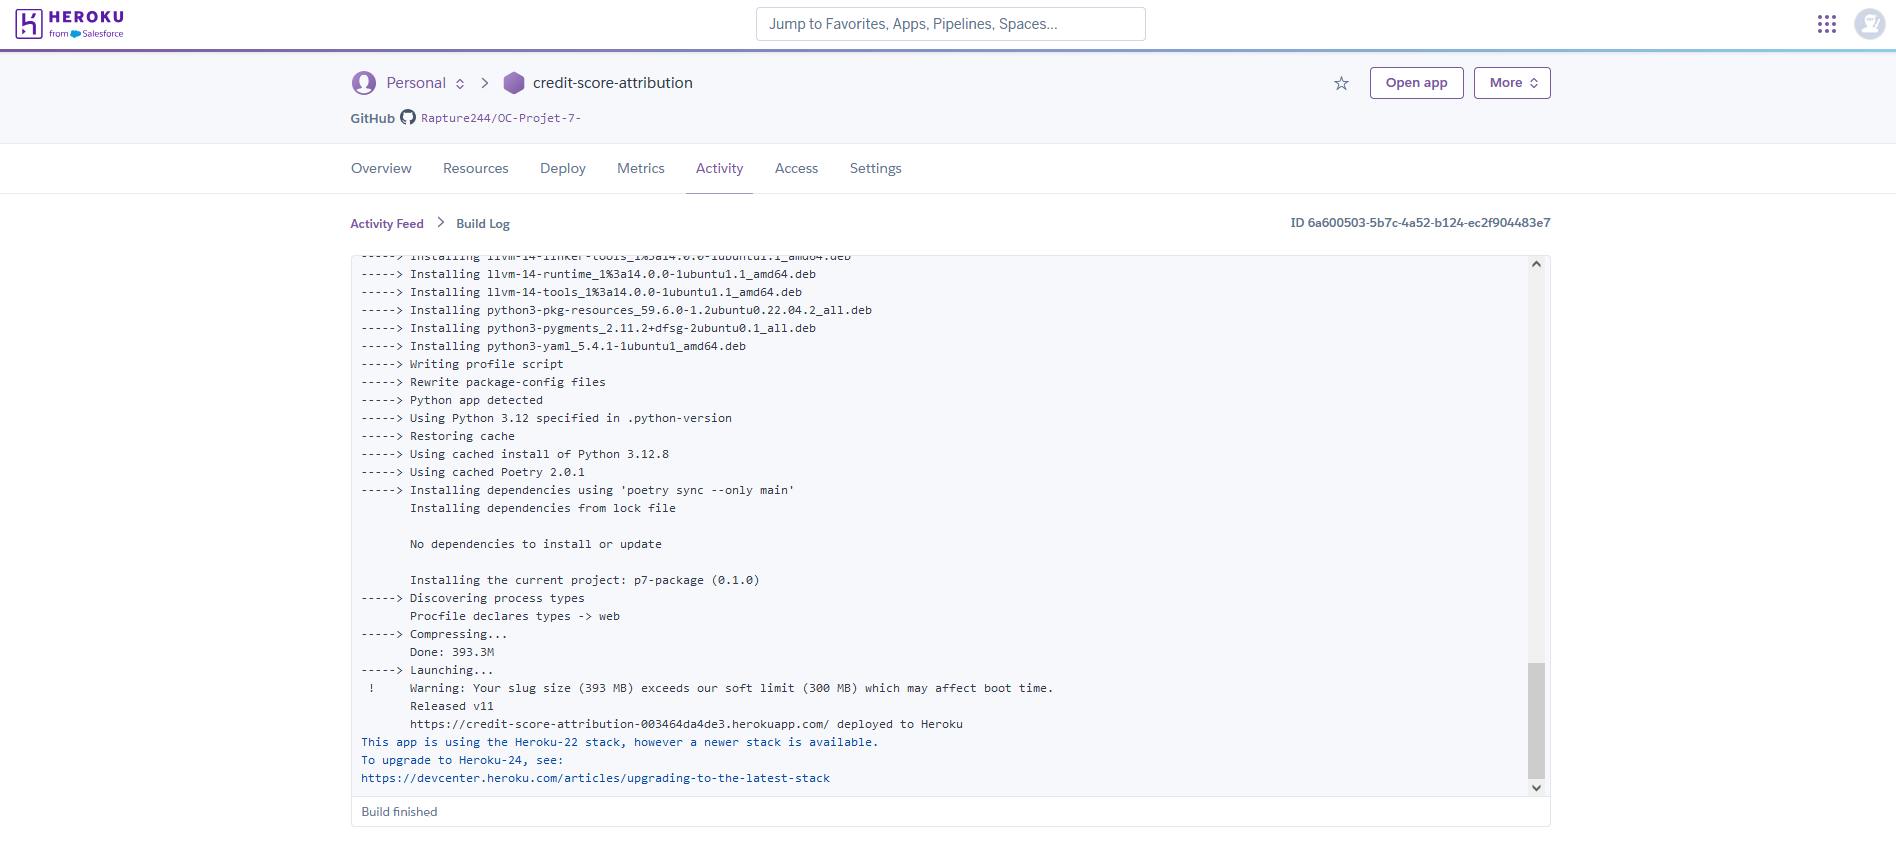 HEROKU
from Salesforce
Jump to Favorites, Apps, Pipelines, Spaces...
Personal credit-score-attribution
Open app
More
GitHub Rapture244/OC-Projet-7-
Overview Resources Deploy Metrics Activity Access Settings
Activity Feed Build Log
ID 6a600503-5b7c-4a52-b124-ec2f904483e7
-----> Installing llvm-14-linker-tools_1%3a14.0.0-1ubuntu1.1_amd64.deb
-----> Installing llvm-14-runtime_1%3a14.0.0-1ubuntu1.1_amd64.deb
-----> Installing llvm-14-tools_1%3a14.0.0-1ubuntu1.1_amd64.deb
-----> Installing python3-pkg-resources_59.6.0-1.2ubuntu0.22.04.2_all.deb
-----> Installing python3-pygments_2.11.2+dfsg-2ubuntu0.1_all.deb
-----> Installing python3-yaml_5.4.1-1ubuntu1_amd64.deb
-----> Writing profile script
-----> Rewrite package-config files
-----> Python app detected
-----> Using Python 3.12 specified in .python-version
-----> Restoring cache
-----> Using cached install of Python 3.12.8
-----> Using cached Poetry 2.0.1
-----> Installing dependencies using 'poetry sync --only main'
Installing dependencies from lock file
No dependencies to install or update
Installing the current project: p7-package (0.1.0)
-----> Discovering process types
Procfile declares types -> web
-----> Compressing...
Done: 393.3M
-----> Launching...
! Warning: Your slug size (393 MB) exceeds our soft limit (300 MB) which may affect boot time.
Released v11
https://credit-score-attribution-003464da4de3.herokuapp.com/ deployed to Heroku
This app is using the Heroku-22 stack, however a newer stack is available.
To upgrade to Heroku-24, see:
https://devcenter.heroku.com/articles/upgrading-to-the-latest-stack
Build finished